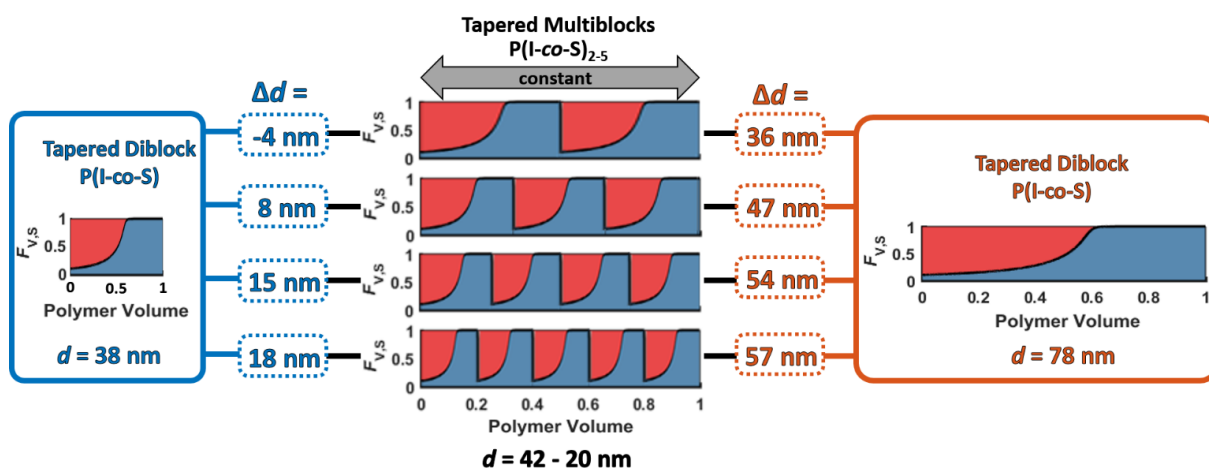 Tapered Multiblocks
P(I-co-S)2-5
constant
Δd =
-4 nm
8 nm
15 nm
18 nm
Tapered Diblock
P(I-co-S)
FV,S
1
0.5
0
0 0.5 1
Polymer Volume
d = 38 nm
FV,S
1
0.5
0
FV,S
1
0.5
0
FV,S
1
0.5
0
FV,S
1
0.5
0
0 0.2 0.4 0.6 0.8 1
Polymer Volume
d = 42 - 20 nm
Δd =
36 nm
47 nm
54 nm
57 nm
Tapered Diblock
P(I-co-S)
FV,S
1
0.5
0
0 0.2 0.4 0.6 0.8 1
Polymer Volume
d = 78 nm